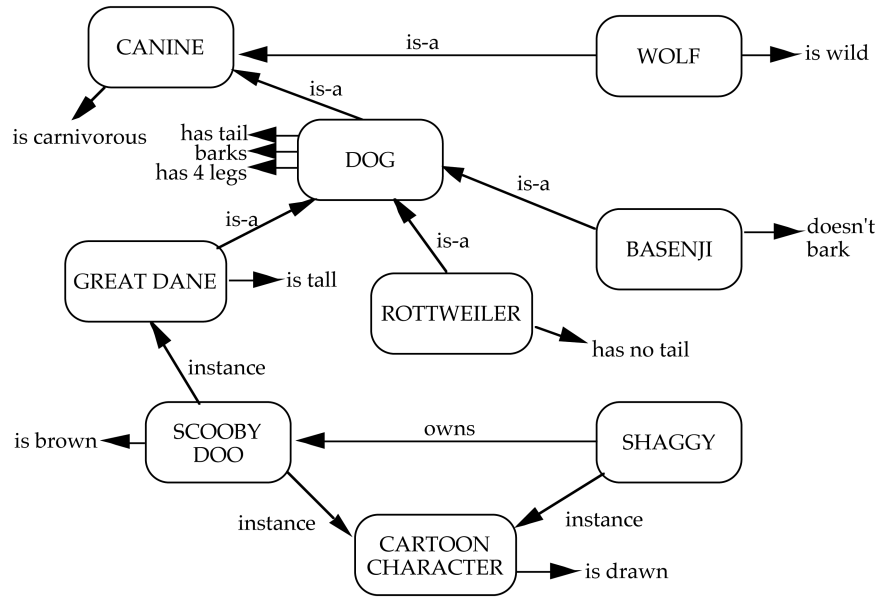 CANINE
is-a
WOLF
is wild
is-a
is carnivorous
has tail
barks
has 4 legs
DOG
is-a
is-a
is-a
BASENJI
doesn't
bark
GREAT DANE
is tall
ROTTWEILER
has no tail
instance
is brown
SCOOBY
DOO
owns
SHAGGY
instance
instance
CARTOON
CHARACTER
is drawn